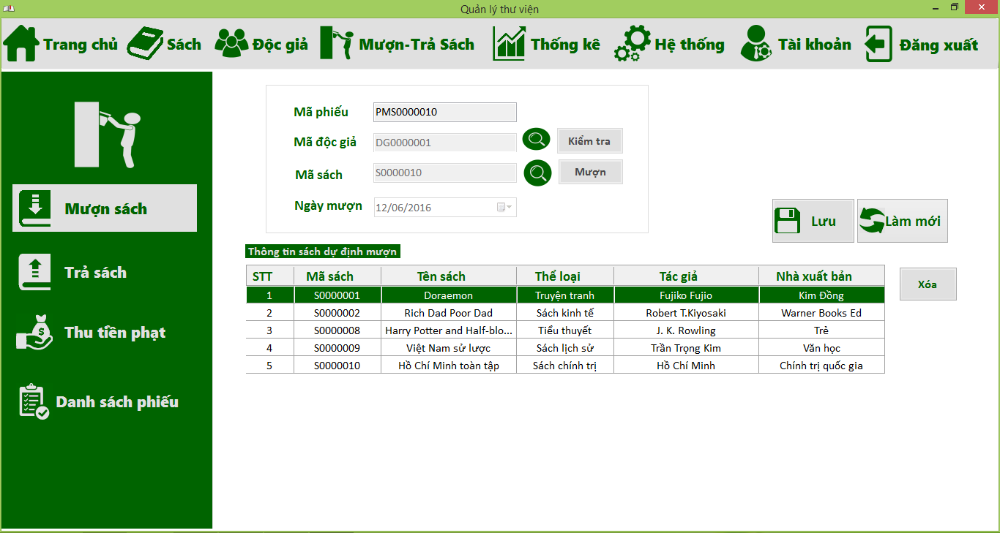 Quản lý thư viện
Trang chủ Sách Độc giả Mượn-Trả Sách Thống kê Hệ thống Tài khoản Đăng xuất
Mượn sách
Trả sách
Thu tiền phạt
Danh sách phiếu
Mã phiếu PMS0000010
Mã độc giả DG0000001 Kiểm tra
Mã sách S0000010 Mượn
Ngày mượn 12/06/2016
Lưu Làm mới
Thông tin sách dự định mượn
STT Mã sách Tên sách Thể loại Tác giả Nhà xuất bản
1 S0000001 Doraemon Truyện tranh Fujiko Fujio Kim Đồng
2 S0000002 Rich Dad Poor Dad Sách kinh tế Robert T.Kiyosaki Warner Books Ed
3 S0000008 Harry Potter and Half-blo... Tiểu thuyết J. K. Rowling Trẻ
4 S0000009 Việt Nam sử lược Sách lịch sử Trần Trọng Kim Văn học
5 S0000010 Hồ Chí Minh toàn tập Sách chính trị Hồ Chí Minh Chính trị quốc gia
Xóa